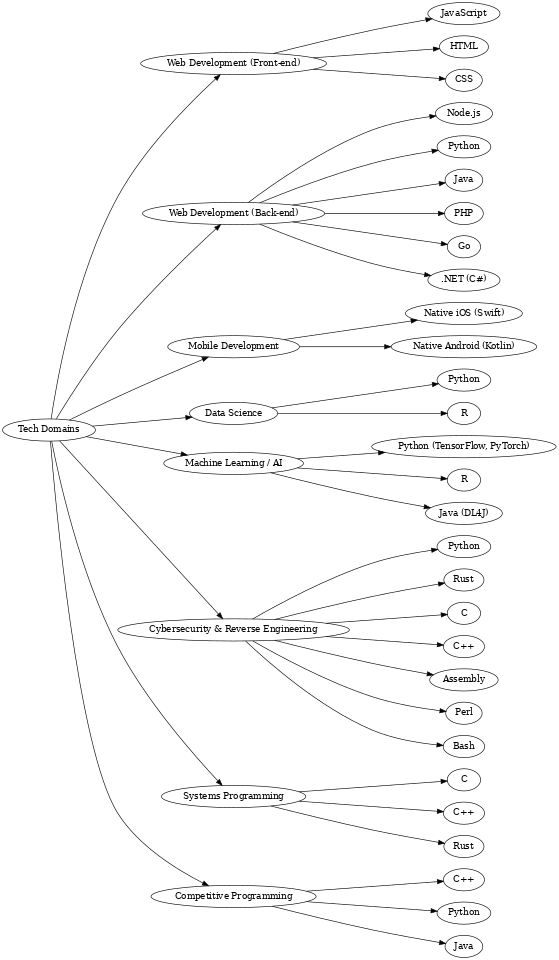 JavaScript
Web Development (Front-end)
HTML
CSS
Node.js
Python
Java
Web Development (Back-end)
PHP
Go
.NET (C#)
Native iOS (Swift)
Mobile Development
Native Android (Kotlin)
Python
Data Science
R
Tech Domains
Python (TensorFlow, PyTorch)
Machine Learning / AI
R
Java (DL4J)
Python
Rust
C
Cybersecurity & Reverse Engineering
C++
Assembly
Perl
Bash
C
Systems Programming
C++
Rust
C++
Competitive Programming
Python
Java